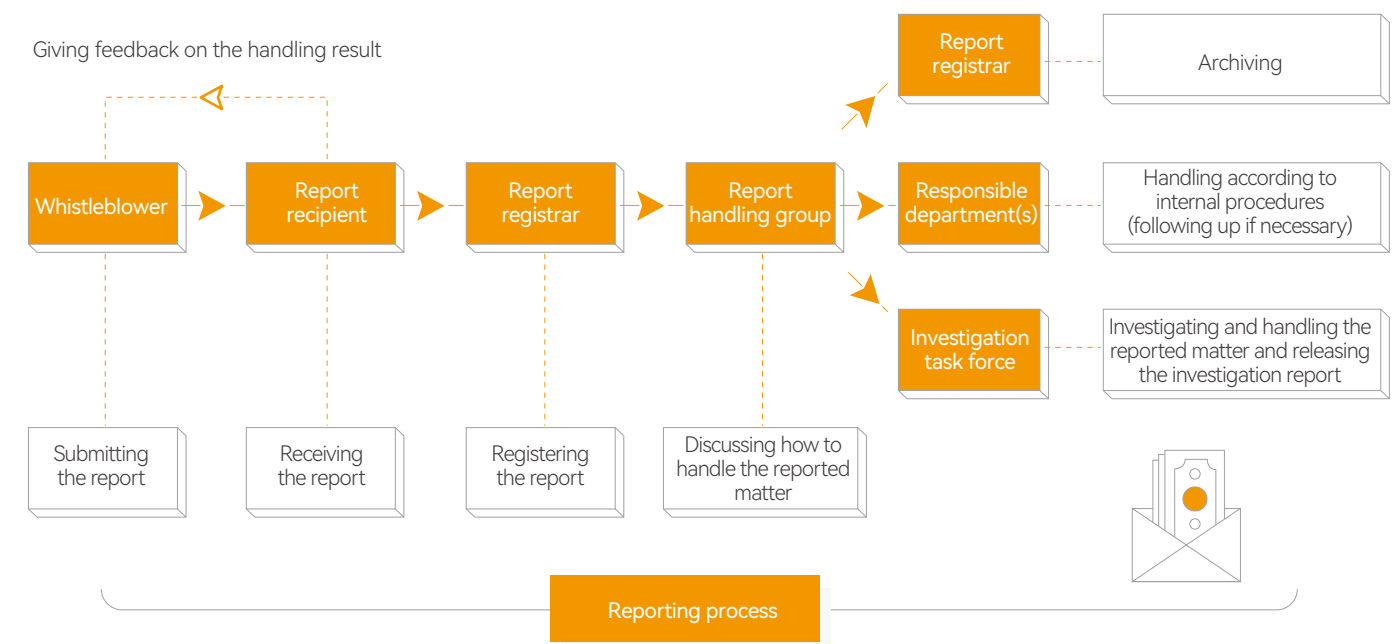 Giving feedback on the handling result
Report
registrar
Archiving
Whistleblower
Report
recipient
Report
registrar
Report
handling group
Responsible
department(s)
Handling according to
internal procedures
(following up if necessary)
Investigation
task force
Investigating and handling the
reported matter and releasing
the investigation report
Submitting
the report
Receiving
the report
Registering
the report
Discussing how to
handle the reported
matter
Reporting process